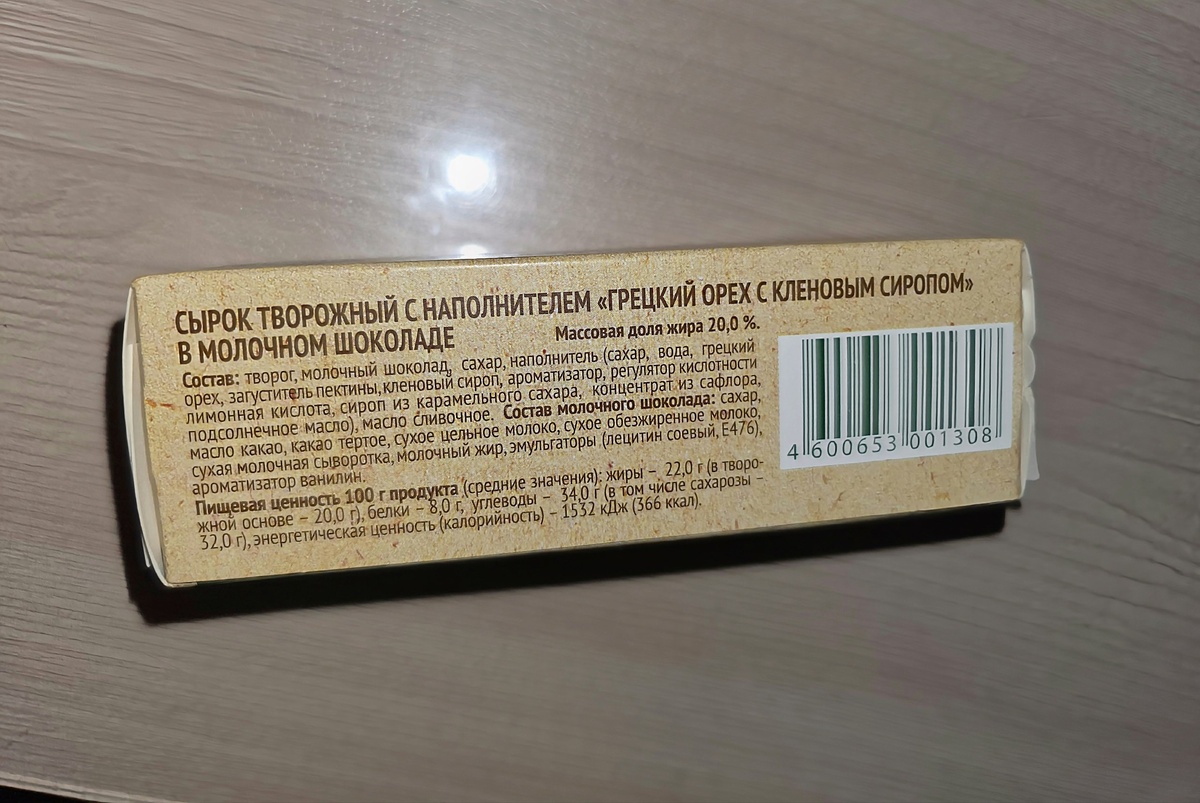 СЫРОК ТВОРОЖНЫЙ С НАПОЛНИТЕЛЕМ «ГРЕЦКИЙ ОРЕХ С КЛЕНОВЫМ СИРОПОМ»
В МОЛОЧНОМ ШОКОЛАДЕ Массовая доля жира 20,0 %.
Состав: творог, молочный шоколад, сахар, наполнитель (сахар, вода, грецкий
орех, загуститель пектины, кленовый сироп, ароматизатор, регулятор кислотности
лимонная кислота, сироп из карамельного сахара, концентрат из сафлора,
подсолнечное масло), масло сливочное. Состав молочного шоколада: сахар,
масло какао, какао тертое, сухое цельное молоко, сухое обезжиренное молоко,
сухая молочная сыворотка, молочный жир, эмульгаторы (лецитин соевый, Е476),
ароматизатор ванилин.
Пищевая ценность 100 г продукта (средние значения): жиры – 22,0 г (в творо-
жной основе – 20,0 г), белки – 8,0 г, углеводы – 34,0 г (в том числе сахарозы –
32,0 г), энергетическая ценность (калорийность) – 1532 кДж (366 ккал).
4 600653 001308